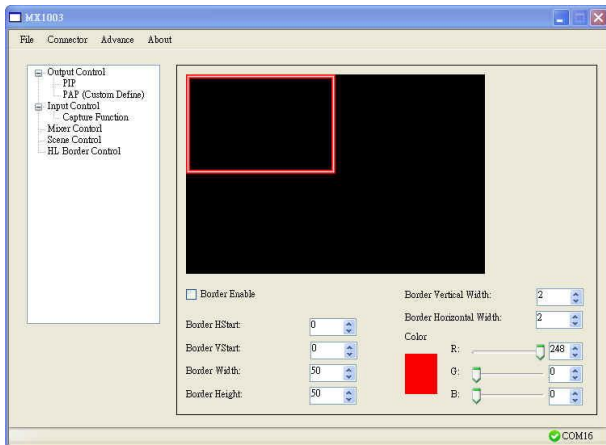 MX1003
File Connector Advance About
Output Control
PIP
PAP (Custom Define)
Input Control
Capture Function
Mixer Contorl
Scene Control
HL Border Control
Border Enable
Border HStart: 0
Border VStart: 0
Border Width: 50
Border Height: 50
Border Vertical Width: 2
Border Horizontal Width: 2
Color
R: 248
G: 0
B: 0
COM16